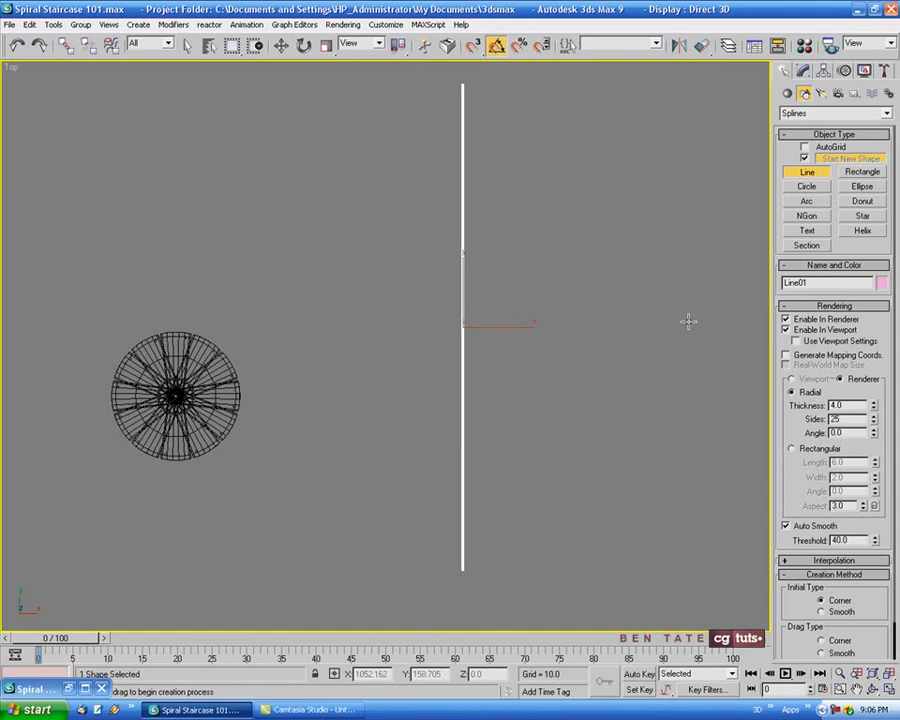 Spiral Staircase 101.max - Project Folder: C:\Documents and Settings\HP_Administrator\My Documents\3dsmax - Autodesk 3ds Max 9 - Display : Direct 3D
File Edit Tools Group Views Create Modifiers reactor Animation Graph Editors Rendering Customize MAXScript Help
All View View
Top
Splines
Object Type
AutoGrid
Start New Shape
Line Rectangle
Circle Ellipse
Arc Donut
NGon Star
Text Helix
Section
Name and Color
Line01
Rendering
Enable In Renderer
Enable In Viewport
Use Viewport Settings
Generate Mapping Coords.
Real-World Map Size
Viewport Renderer
Radial
Thickness: 4.0
Sides: 25
Angle: 0.0
Rectangular
Length: 6.0
Width: 2.0
Angle: 0.0
Aspect: 3.0
Auto Smooth
Threshold: 40.0
Interpolation
Creation Method
Initial Type
Corner
Smooth
Drag Type
Corner
Smooth
0 / 100
BEN TATE cg tuts+
0 5 10 15 20 25 30 35 40 45 50 55 60 65 70 75 80 85 90 95 100
1 Shape Selected X: 1052.162 Y: 158.705 Z: 0.0 Grid = 10.0 Auto Key Selected
Spiral ... drag to begin creation process Add Time Tag Set Key Key Filters... 0
start Spiral Staircase 101.... Camtasia Studio - Unt... 3D Apps 9:06 PM